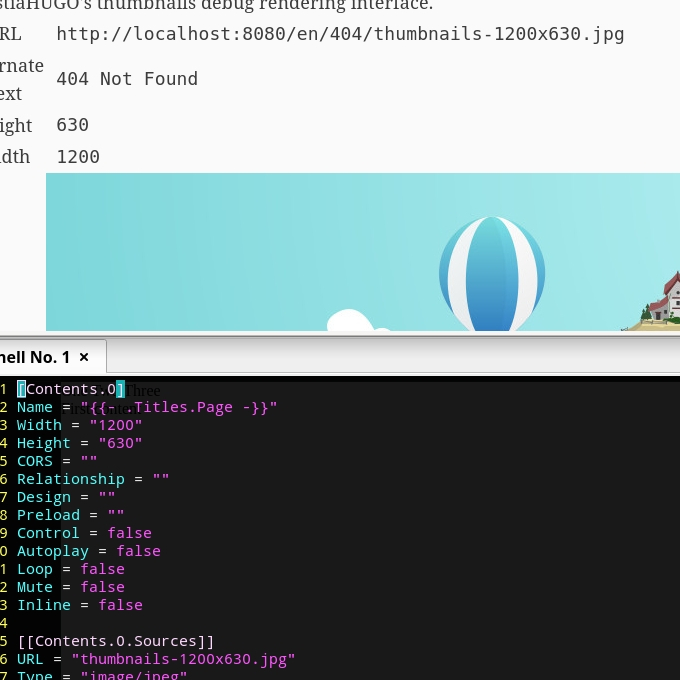 stiaHUGO's thumbnails debug rendering interface.
RL http://localhost:8080/en/404/thumbnails-1200x630.jpg
rnate
ext 404 Not Found
ight 630
dth 1200
hell No. 1 ×
1 [Contents.0] Three
2 Name = "{{- .Titles.Page -}}"
3 Width = "1200"
4 Height = "630"
5 CORS = ""
6 Relationship = ""
7 Design = ""
8 Preload = ""
9 Control = false
0 Autoplay = false
1 Loop = false
2 Mute = false
3 Inline = false
4
5 [[Contents.0.Sources]]
6 URL = "thumbnails-1200x630.jpg"
7 Type = "image/jpeg"